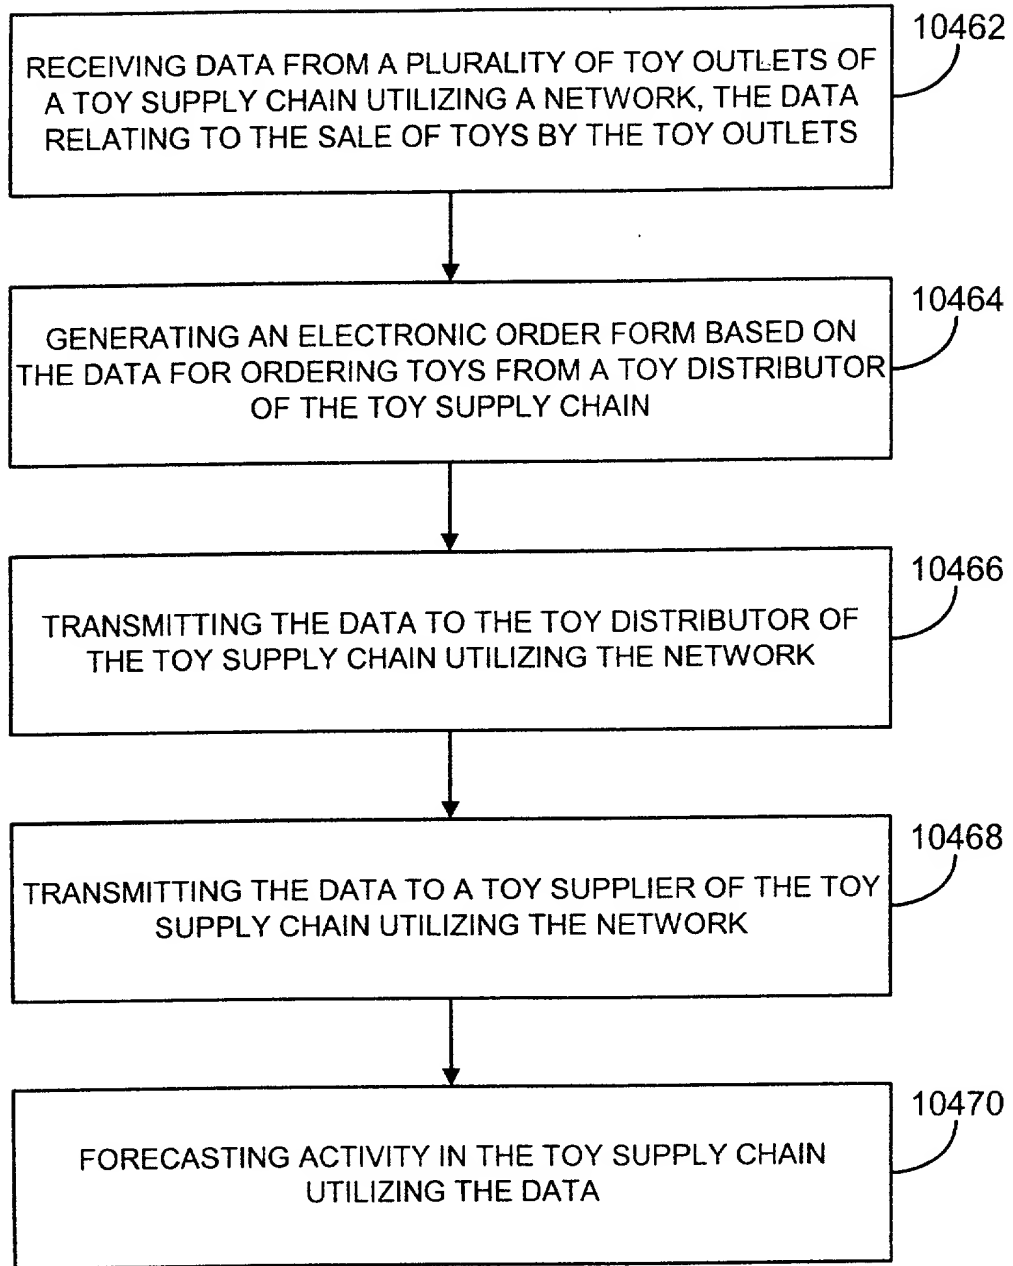 10462
RECEIVING DATA FROM A PLURALITY OF TOY OUTLETS OF
A TOY SUPPLY CHAIN UTILIZING A NETWORK, THE DATA
RELATING TO THE SALE OF TOYS BY THE TOY OUTLETS
10464
GENERATING AN ELECTRONIC ORDER FORM BASED ON
THE DATA FOR ORDERING TOYS FROM A TOY DISTRIBUTOR
OF THE TOY SUPPLY CHAIN
10466
TRANSMITTING THE DATA TO THE TOY DISTRIBUTOR OF
THE TOY SUPPLY CHAIN UTILIZING THE NETWORK
10468
TRANSMITTING THE DATA TO A TOY SUPPLIER OF THE TOY
SUPPLY CHAIN UTILIZING THE NETWORK
10470
FORECASTING ACTIVITY IN THE TOY SUPPLY CHAIN
UTILIZING THE DATA